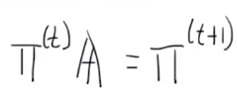 π^(t) A = π^(t+1)